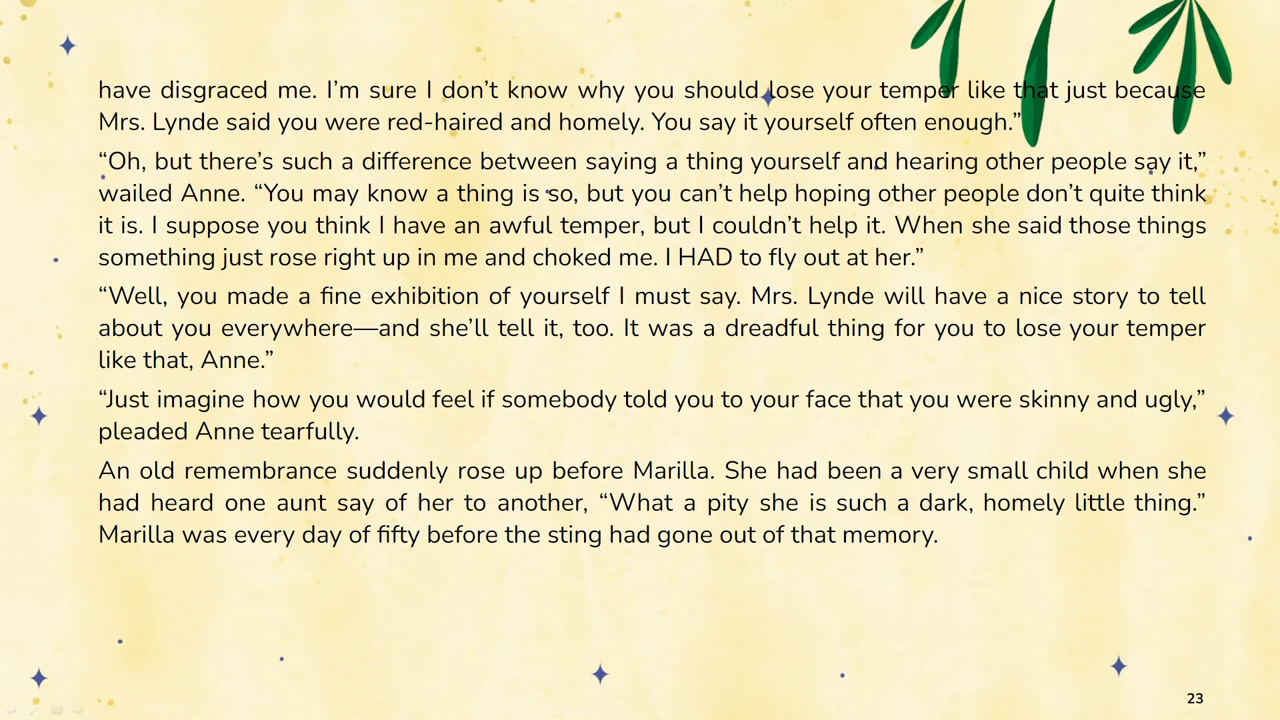 have disgraced me. I’m sure I don’t know why you should lose your temper like that just because
Mrs. Lynde said you were red-haired and homely. You say it yourself often enough.”
“Oh, but there’s such a difference between saying a thing yourself and hearing other people say it,”
wailed Anne. “You may know a thing is so, but you can’t help hoping other people don’t quite think
it is. I suppose you think I have an awful temper, but I couldn’t help it. When she said those things
something just rose right up in me and choked me. I HAD to fly out at her.”
“Well, you made a fine exhibition of yourself I must say. Mrs. Lynde will have a nice story to tell
about you everywhere—and she’ll tell it, too. It was a dreadful thing for you to lose your temper
like that, Anne.”
“Just imagine how you would feel if somebody told you to your face that you were skinny and ugly,”
pleaded Anne tearfully.
An old remembrance suddenly rose up before Marilla. She had been a very small child when she
had heard one aunt say of her to another, “What a pity she is such a dark, homely little thing.”
Marilla was every day of fifty before the sting had gone out of that memory.
23